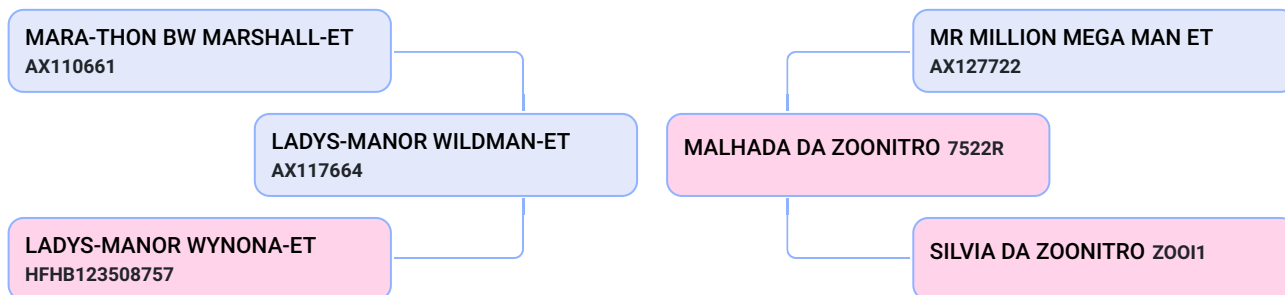 MARA-THON BW MARSHALL-ET
AX110661
MR MILLION MEGA MAN ET
AX127722
LADYS-MANOR WILDMAN-ET
AX117664
MALHADA DA ZOONITRO 7522R
LADYS-MANOR WYNONA-ET
HFHB123508757
SILVIA DA ZOONITRO ZOOI1